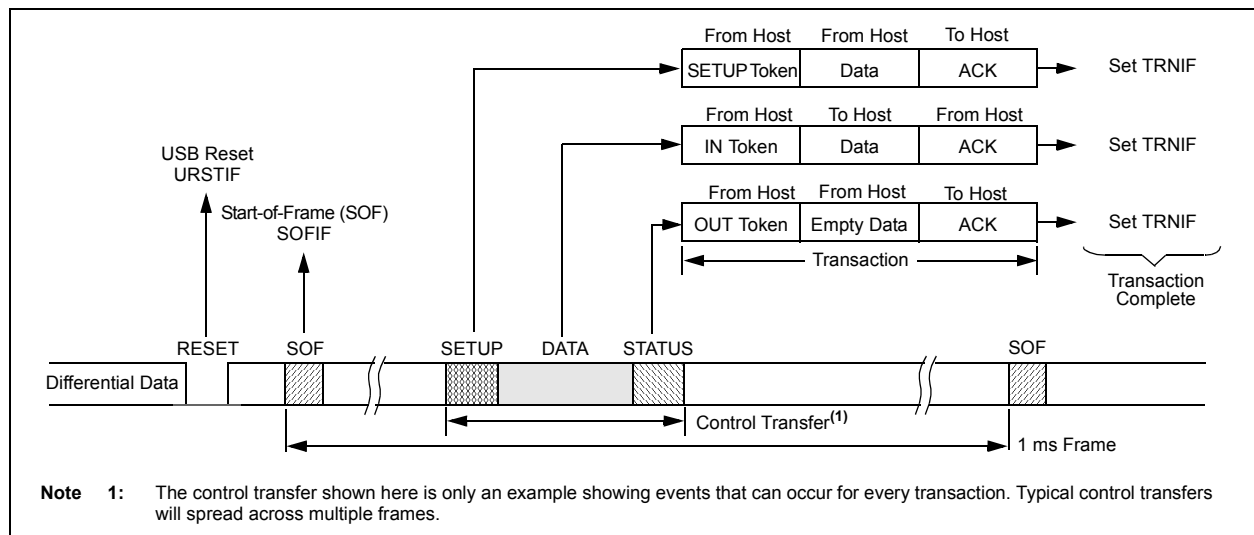 From Host From Host To Host
SETUP Token Data ACK Set TRNIF
From Host To Host From Host
IN Token Data ACK Set TRNIF
USB Reset
URSTIF
From Host From Host To Host
Start-of-Frame (SOF)
SOFIF
OUT Token Empty Data ACK Set TRNIF
Transaction
Transaction
Complete
RESET SOF SETUP DATA STATUS SOF
Differential Data
Control Transfer(1)
1 ms Frame
Note 1: The control transfer shown here is only an example showing events that can occur for every transaction. Typical control transfers
will spread across multiple frames.